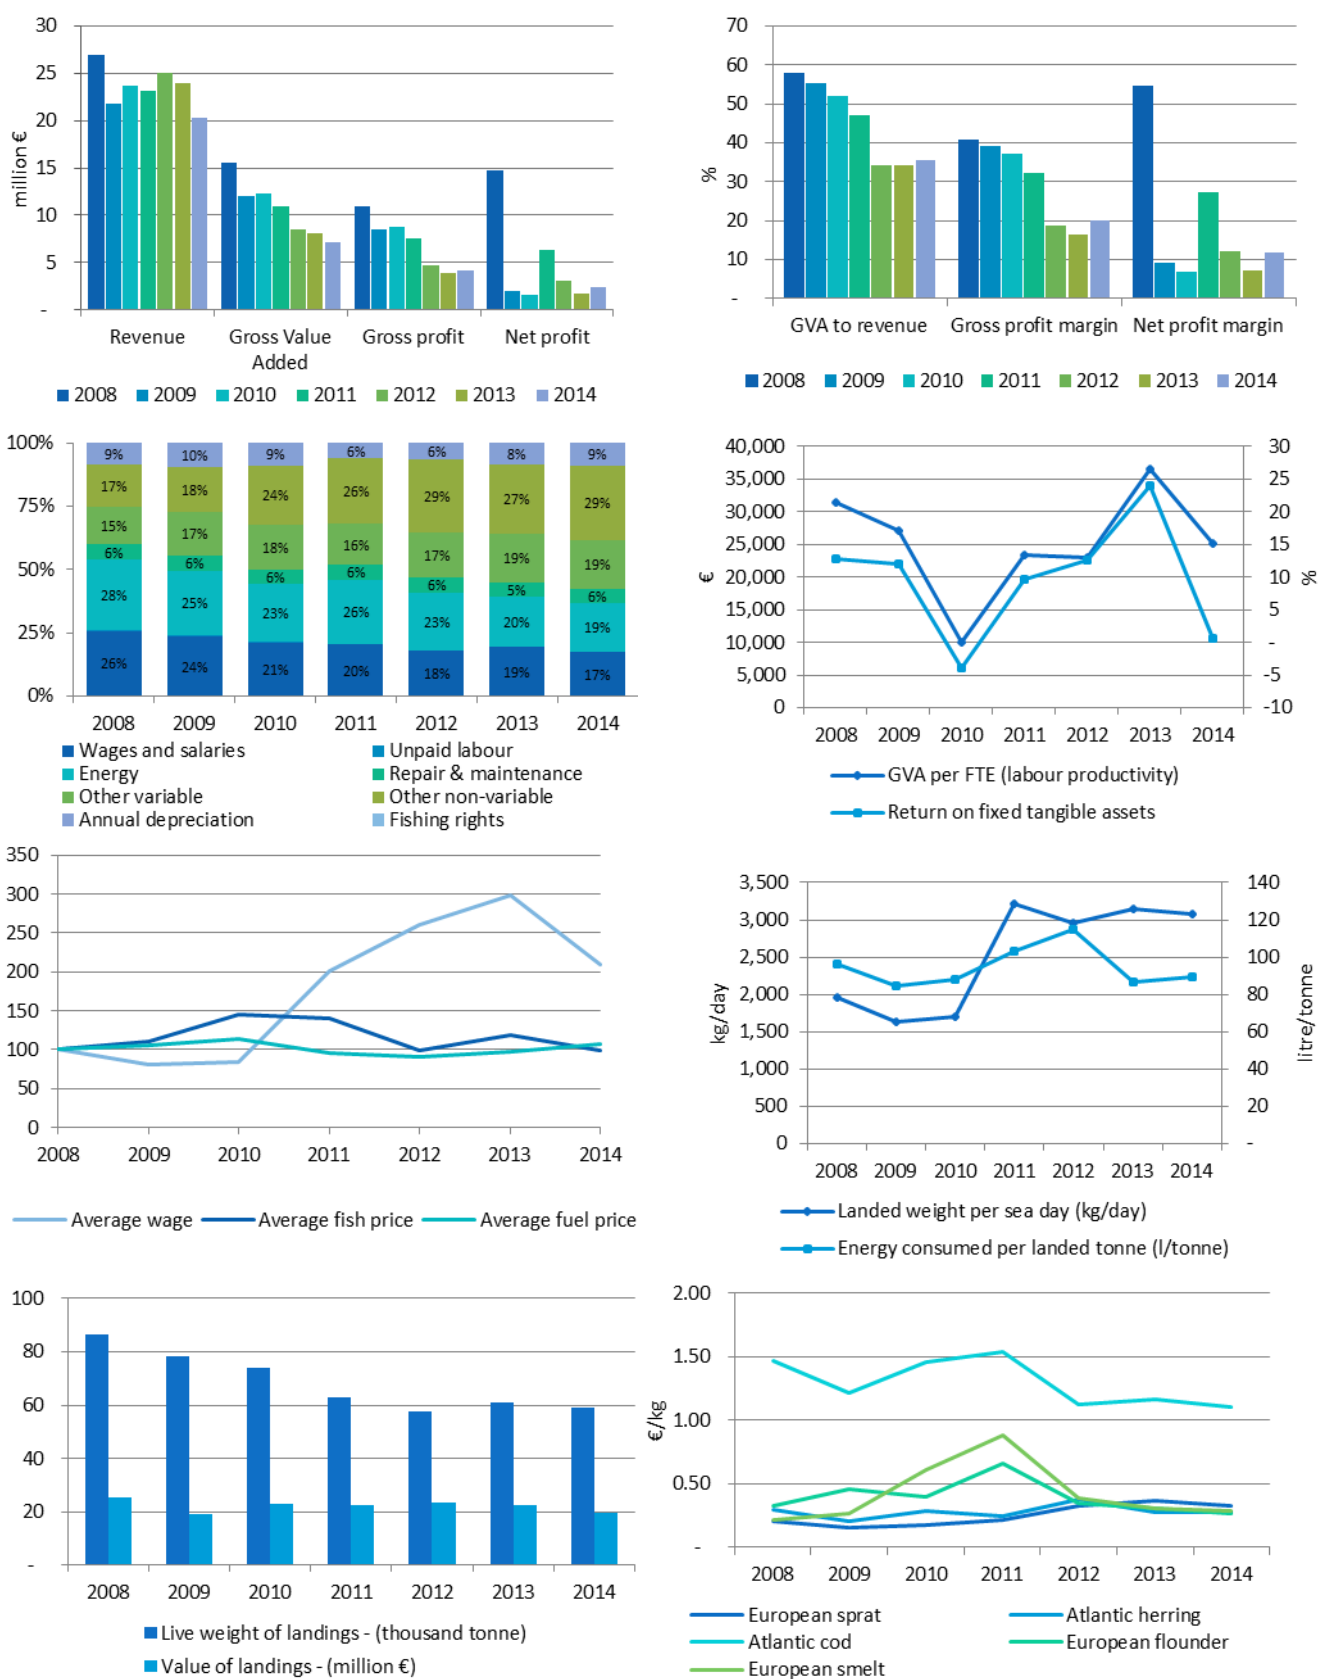 30
25
20
15
10
5
-
million €
Revenue
Gross Value
Added
Gross profit
Net profit
2008 2009 2010 2011 2012 2013 2014
70
60
50
40
30
20
10
-
%
GVA to revenue
Gross profit margin
Net profit margin
2008 2009 2010 2011 2012 2013 2014
100%
75%
50%
25%
0%
9% 10% 9% 6% 6% 8% 9%
17% 18% 24% 26% 29% 27% 29%
15% 17% 18% 16% 17% 19% 19%
6% 6% 6% 6% 6% 5% 6%
28% 25% 23% 26% 23% 20% 19%
26% 24% 21% 20% 18% 19% 17%
2008 2009 2010 2011 2012 2013 2014
Wages and salaries Unpaid labour
Energy Repair & maintenance
Other variable Other non-variable
Annual depreciation Fishing rights
40,000
35,000
30,000
25,000
20,000
15,000
10,000
5,000
0
€
30
25
20
15
10
5
-
-5
-10
%
2008 2009 2010 2011 2012 2013 2014
GVA per FTE (labour productivity)
Return on fixed tangible assets
350
300
250
200
150
100
50
0
2008 2009 2010 2011 2012 2013 2014
Average wage Average fish price Average fuel price
3,500
3,000
2,500
2,000
1,500
1,000
500
0
kg/day
140
120
100
80
60
40
20
-
litre/tonne
2008 2009 2010 2011 2012 2013 2014
Landed weight per sea day (kg/day)
Energy consumed per landed tonne (l/tonne)
100
80
60
40
20
-
2008 2009 2010 2011 2012 2013 2014
Live weight of landings - (thousand tonne)
Value of landings - (million €)
2.00
1.50
1.00
0.50
-
€/kg
2008 2009 2010 2011 2012 2013 2014
European sprat Atlantic herring
Atlantic cod European flounder
European smelt